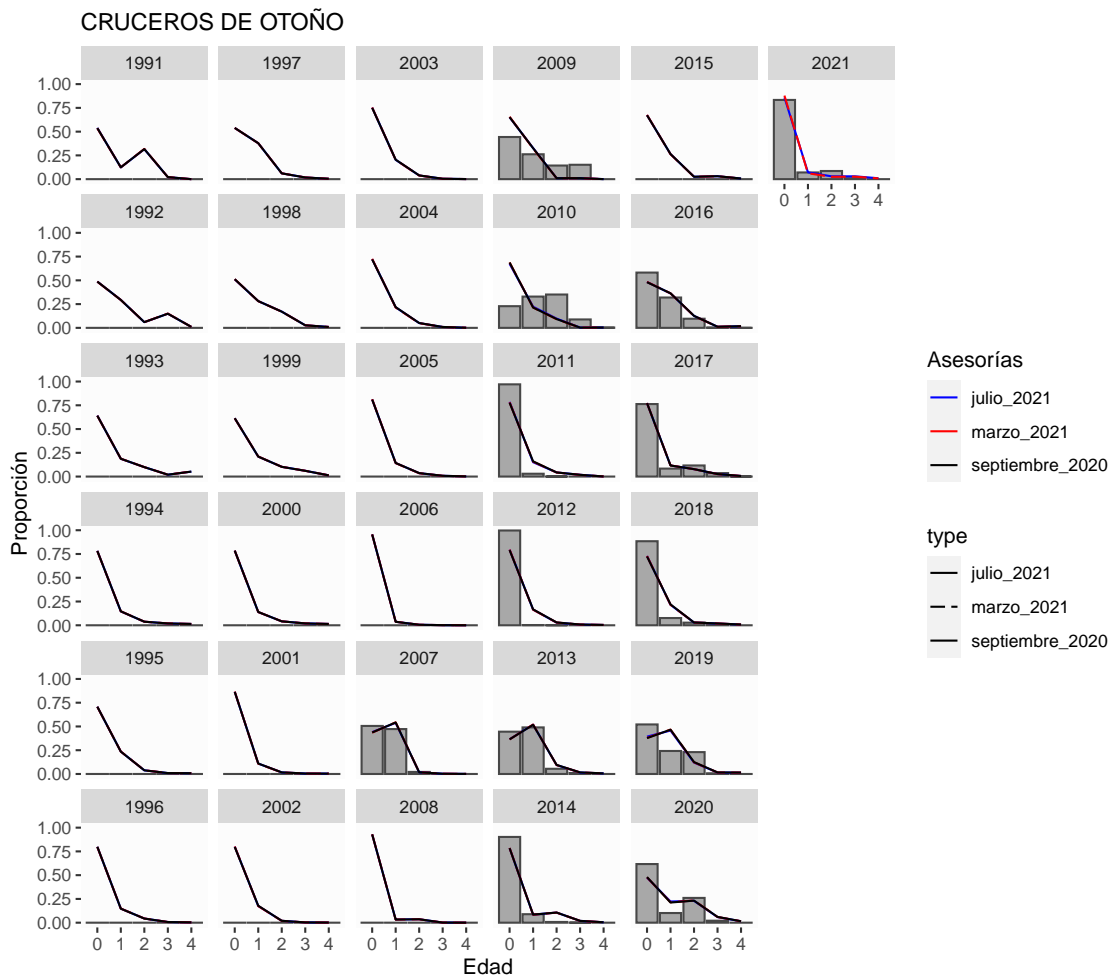 CRUCEROS DE OTOÑO
1991 1997 2003 2009 2015 2021
1.00
0.75
0.50
0.25
0.00
0 1 2 3 4
1992 1998 2004 2010 2016
1.00
0.75
0.50
0.25
0.00
1993 1999 2005 2011 2017
1.00
0.75
0.50
0.25
0.00
1994 2000 2006 2012 2018
1.00
0.75
0.50
0.25
0.00
1995 2001 2007 2013 2019
1.00
0.75
0.50
0.25
0.00
1996 2002 2008 2014 2020
1.00
0.75
0.50
0.25
0.00
0 1 2 3 4 0 1 2 3 4 0 1 2 3 4 0 1 2 3 4 0 1 2 3 4
Edad
Proporción
Asesorías
julio_2021
marzo_2021
septiembre_2020
type
julio_2021
marzo_2021
septiembre_2020